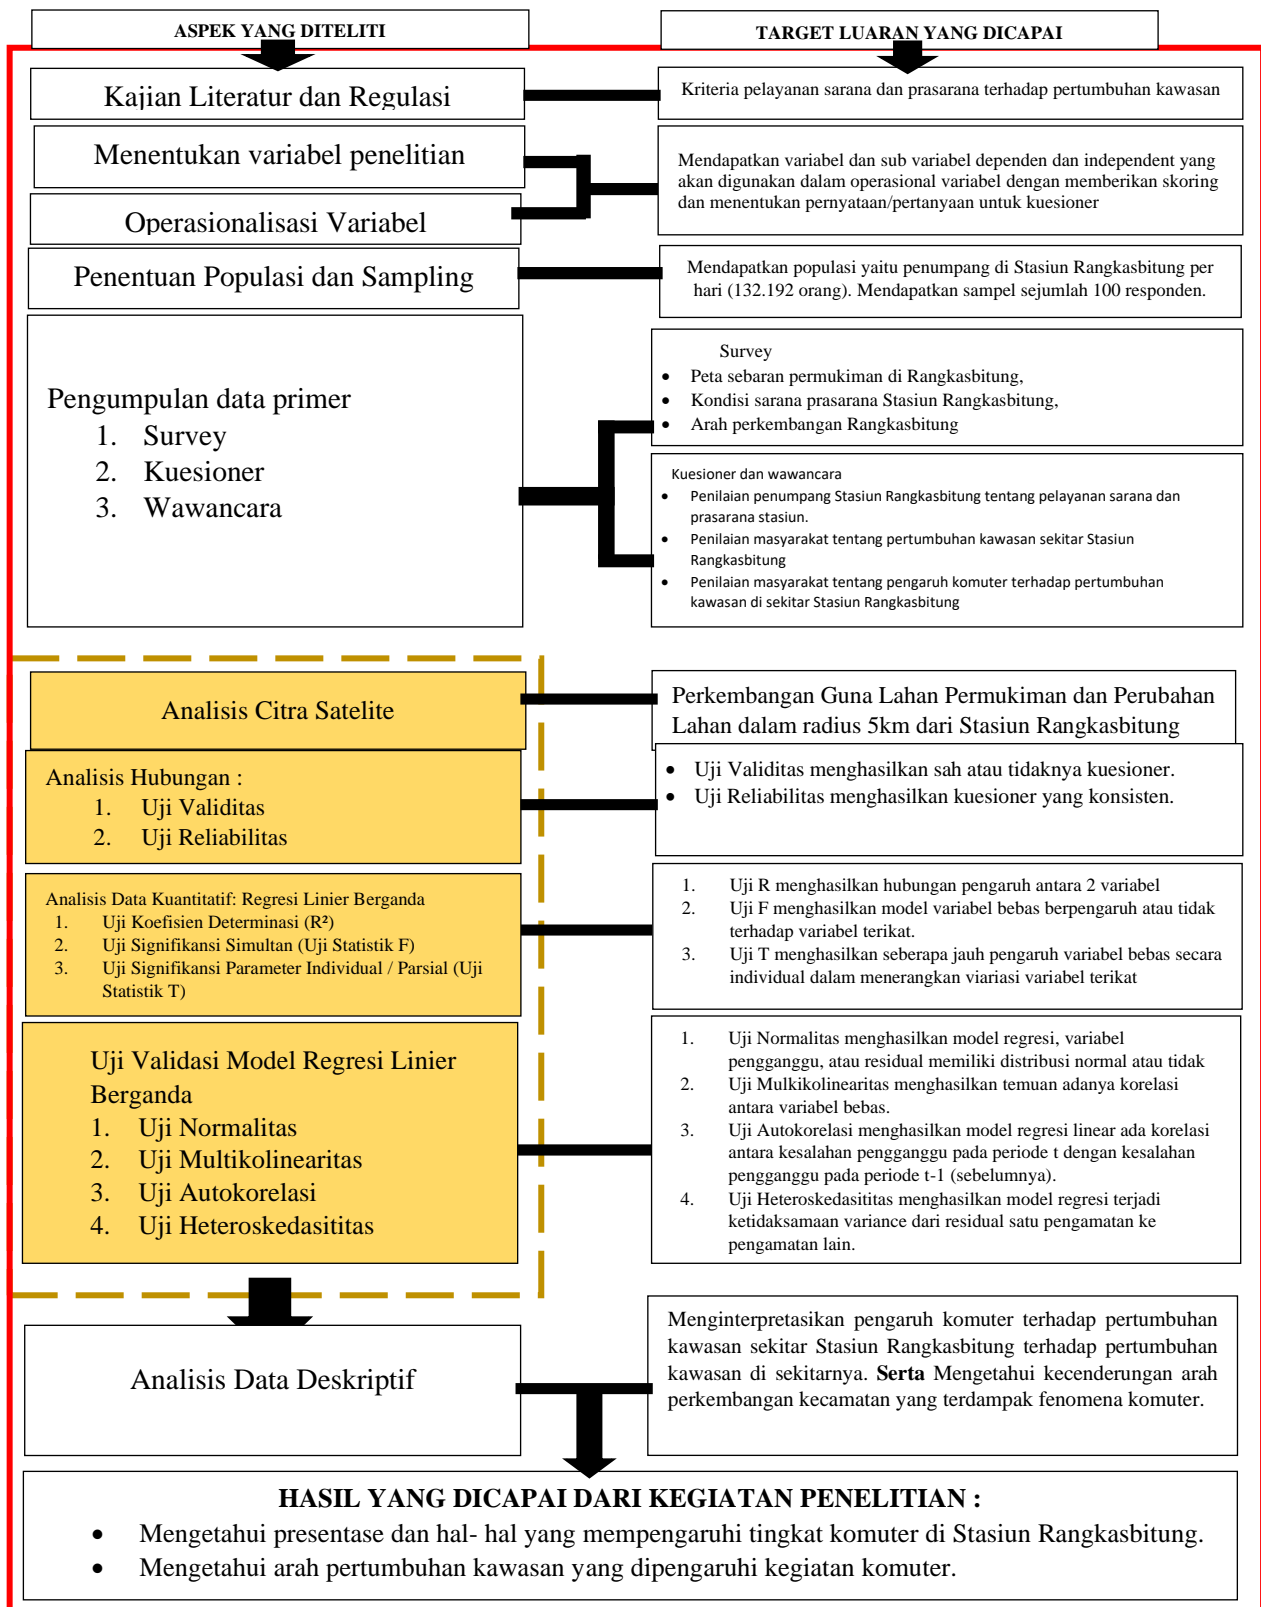 ASPEK YANG DITELITI
TARGET LUARAN YANG DICAPAI
Kajian Literatur dan Regulasi
Kriteria pelayanan sarana dan prasarana terhadap pertumbuhan kawasan
Menentukan variabel penelitian
Operasionalisasi Variabel
Mendapatkan variabel dan sub variabel dependen dan independent yang
akan digunakan dalam operasional variabel dengan memberikan skoring
dan menentukan pernyataan/pertanyaan untuk kuesioner
Penentuan Populasi dan Sampling
Mendapatkan populasi yaitu penumpang di Stasiun Rangkasbitung per
hari (132.192 orang). Mendapatkan sampel sejumlah 100 responden.
Pengumpulan data primer
1. Survey
2. Kuesioner
3. Wawancara
Survey
• Peta sebaran permukiman di Rangkasbitung,
• Kondisi sarana prasarana Stasiun Rangkasbitung,
• Arah perkembangan Rangkasbitung
Kuesioner dan wawancara
• Penilaian penumpang Stasiun Rangkasbitung tentang pelayanan sarana dan
prasarana stasiun.
• Penilaian masyarakat tentang pertumbuhan kawasan sekitar Stasiun
Rangkasbitung
• Penilaian masyarakat tentang pengaruh komuter terhadap pertumbuhan
kawasan di sekitar Stasiun Rangkasbitung
Analisis Citra Satelite
Perkembangan Guna Lahan Permukiman dan Perubahan
Lahan dalam radius 5km dari Stasiun Rangkasbitung
Analisis Hubungan :
1. Uji Validitas
2. Uji Reliabilitas
• Uji Validitas menghasilkan sah atau tidaknya kuesioner.
• Uji Reliabilitas menghasilkan kuesioner yang konsisten.
Analisis Data Kuantitatif: Regresi Linier Berganda
1. Uji Koefisien Determinasi (R²)
2. Uji Signifikansi Simultan (Uji Statistik F)
3. Uji Signifikansi Parameter Individual / Parsial (Uji
Statistik T)
1. Uji R menghasilkan hubungan pengaruh antara 2 variabel
2. Uji F menghasilkan model variabel bebas berpengaruh atau tidak
terhadap variabel terikat.
3. Uji T menghasilkan seberapa jauh pengaruh variabel bebas secara
individual dalam menerangkan viariasi variabel terikat
Uji Validasi Model Regresi Linier
Berganda
1. Uji Normalitas
2. Uji Multikolinearitas
3. Uji Autokorelasi
4. Uji Heteroskedasititas
1. Uji Normalitas menghasilkan model regresi, variabel
pengganggu, atau residual memiliki distribusi normal atau tidak
2. Uji Mulkikolinearitas menghasilkan temuan adanya korelasi
antara variabel bebas.
3. Uji Autokorelasi menghasilkan model regresi linear ada korelasi
antara kesalahan pengganggu pada periode t dengan kesalahan
pengganggu pada periode t-1 (sebelumnya).
4. Uji Heteroskedasititas menghasilkan model regresi terjadi
ketidaksamaan variance dari residual satu pengamatan ke
pengamatan lain.
Analisis Data Deskriptif
Menginterpretasikan pengaruh komuter terhadap pertumbuhan
kawasan sekitar Stasiun Rangkasbitung terhadap pertumbuhan
kawasan di sekitarnya. Serta Mengetahui kecenderungan arah
perkembangan kecamatan yang terdampak fenomena komuter.
HASIL YANG DICAPAI DARI KEGIATAN PENELITIAN :
• Mengetahui presentase dan hal- hal yang mempengaruhi tingkat komuter di Stasiun Rangkasbitung.
• Mengetahui arah pertumbuhan kawasan yang dipengaruhi kegiatan komuter.